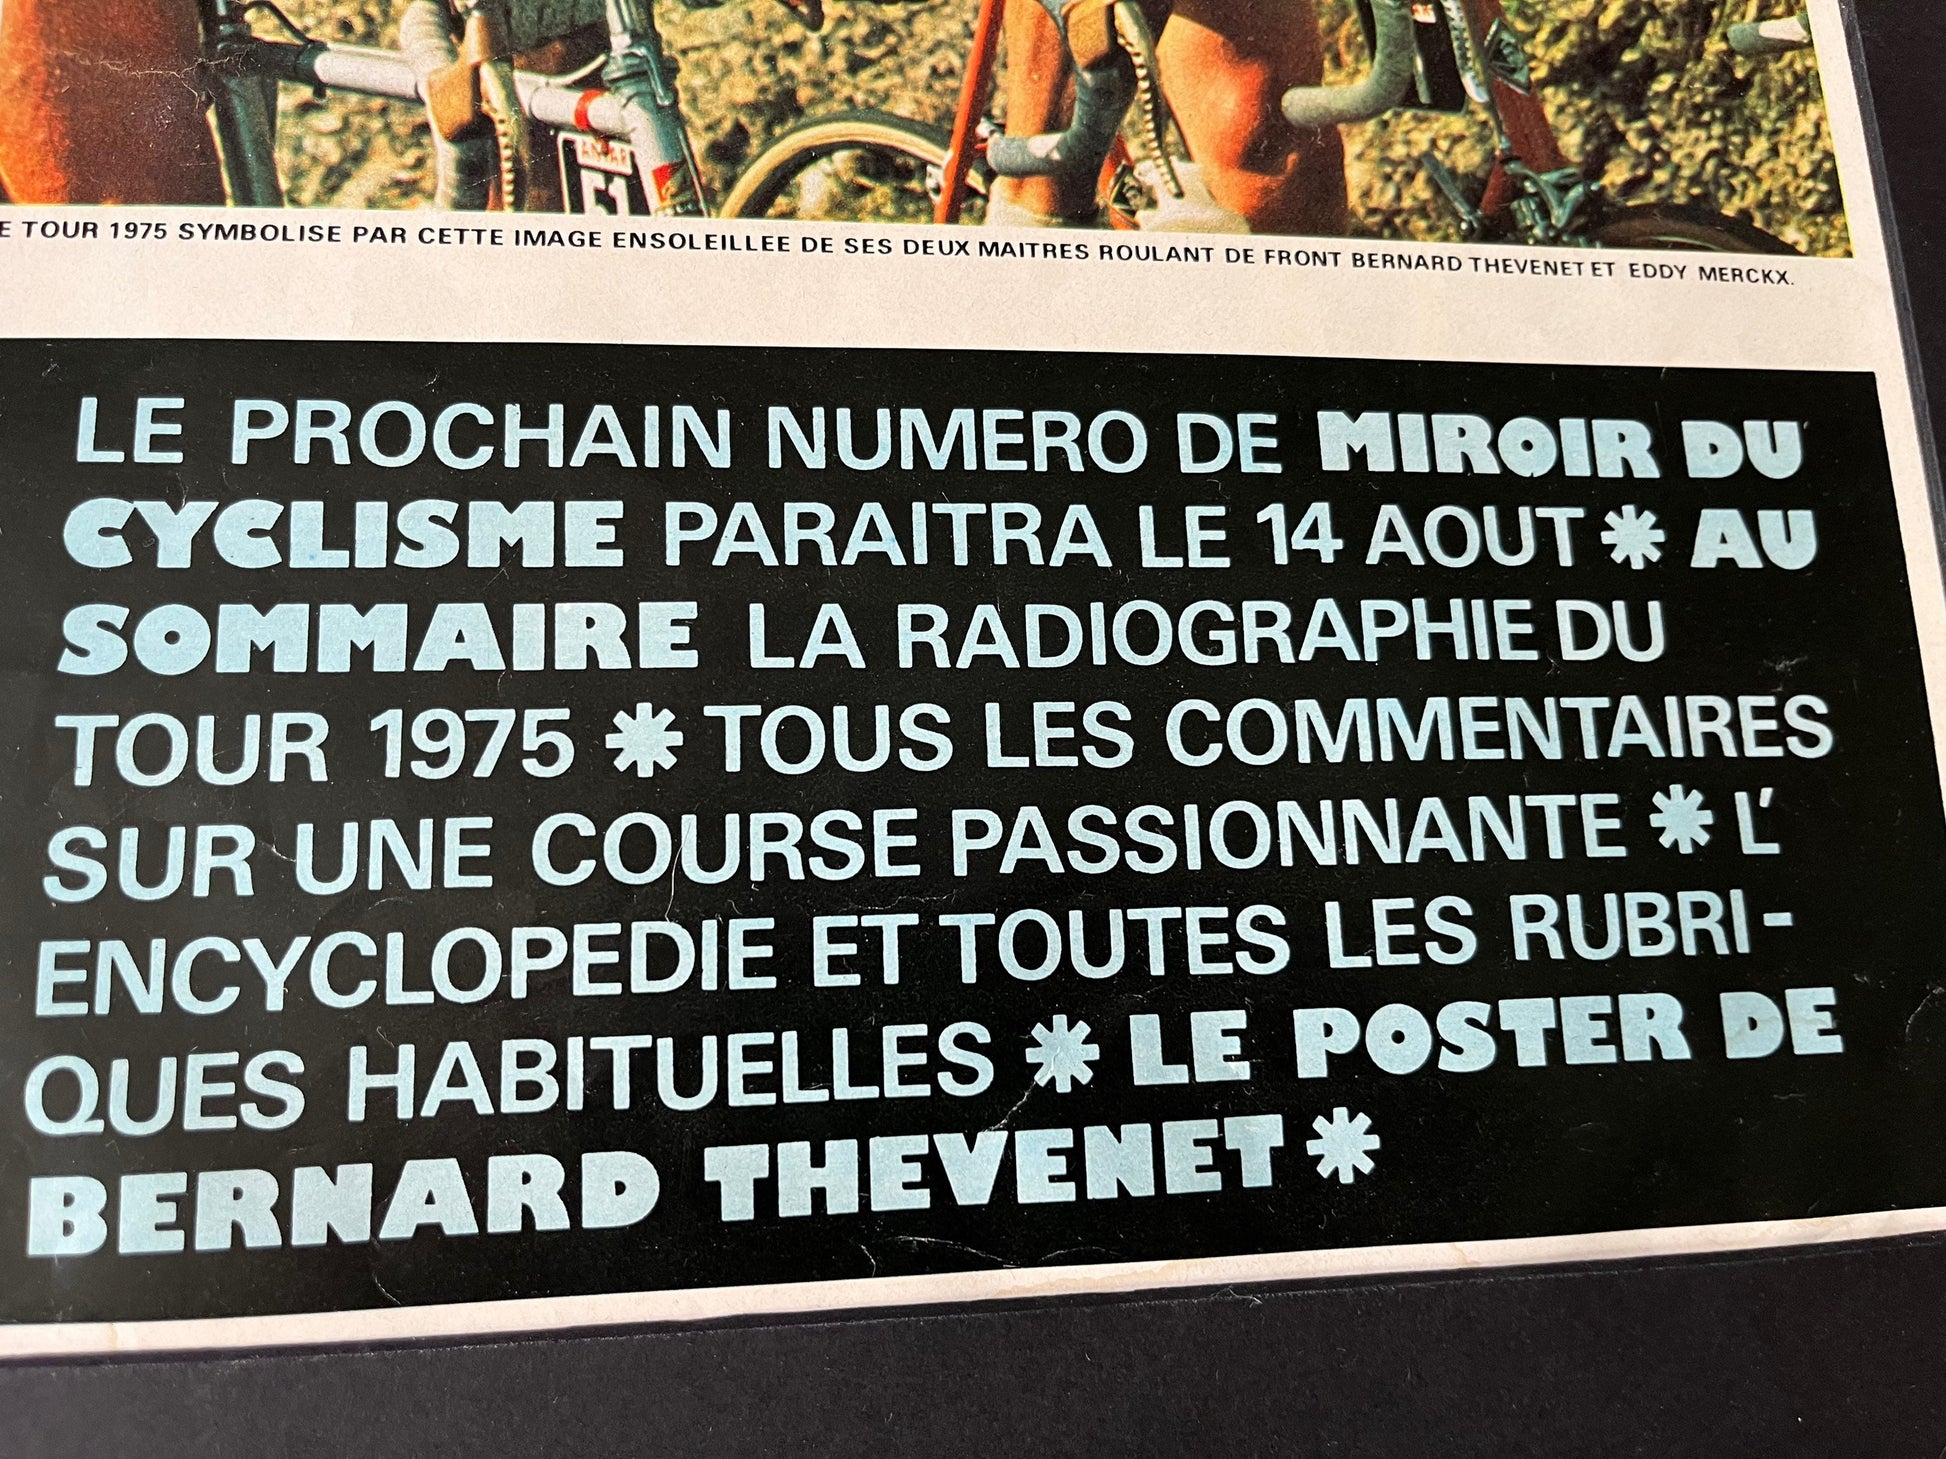 51
E TOUR 1975 SYMBOLISE PAR CETTE IMAGE ENSOLEILLEE DE SES DEUX MAITRES ROULANT DE FRONT BERNARD THEVENET ET EDDY MERCKX.
LE PROCHAIN NUMERO DE MIROIR DU
CYCLISME PARAITRA LE 14 AOUT * AU
SOMMAIRE LA RADIOGRAPHIE DU
TOUR 1975 * TOUS LES COMMENTAIRES
SUR UNE COURSE PASSIONNANTE * L'
ENCYCLOPEDIE ET TOUTES LES RUBRI-
QUES HABITUELLES * LE POSTER DE
BERNARD THEVENET *